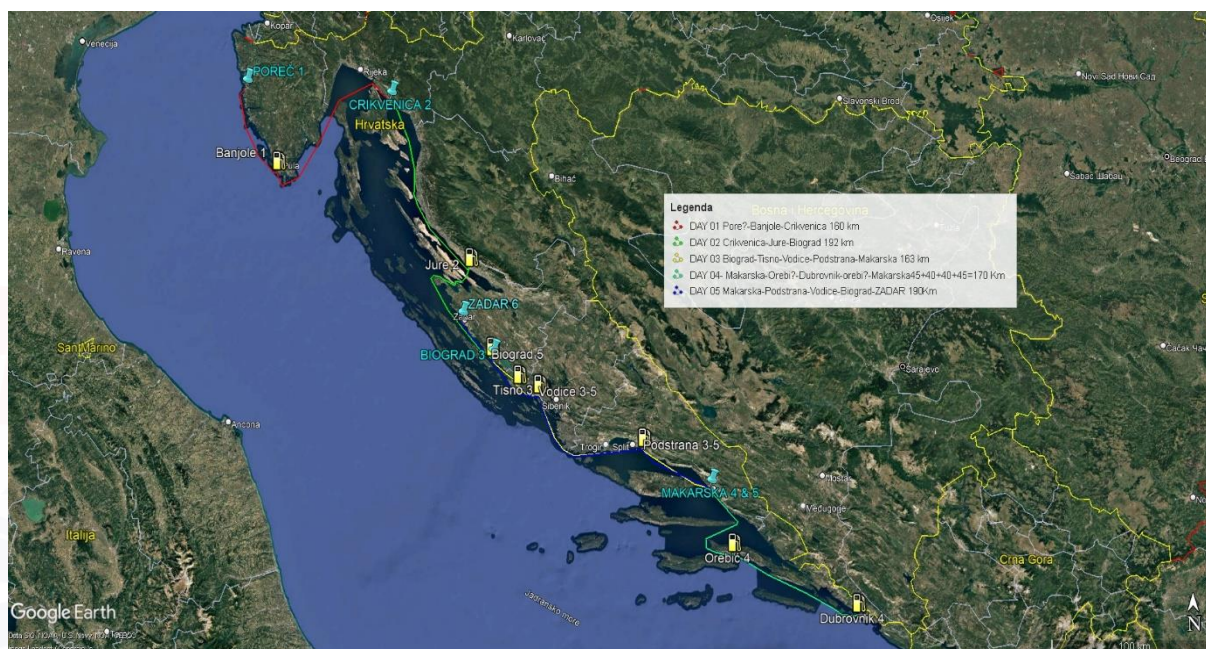 Kopar
Karlovac
Osijek
Venecija
POREČ 1
Rijeka
Novi Sad Нови Сад
CRIKVENICA 2
Hrvatska
Slavonski Brod
Banjole 1
Pula
Bihać
Šabac Шабац
Legenda
Bosna i Hercegovina
DAY 01 Pore?-Banjole-Crikvenica 160 km
DAY 02 Crikvenica-Jure-Biograd 192 km
DAY 03 Biograd-Tisno-Vodice-Podstrana-Makarska 163 km
DAY 04- Makarska-Orebi?-Dubrovnik-orebi?-Makarska45+40+40+45=170 Km
DAY 05 Makarska-Podstrana-Vodice-Biograd-ZADAR 190Km
Ravena
Jure 2
ZADAR 6
Zadar
San Marino
BIOGRAD 3
Biograd 5
Sarajevo
Tisno 3
Vodice 3-5
Šibenik
Ancona
Trogir
Split
Podstrana 3-5
MAKARSKA 4 & 5
Mostar
Međugorje
Italija
Orebić 4
Crna Gora
Jadransko more
Dubrovnik 4
Google Earth
100 km
N